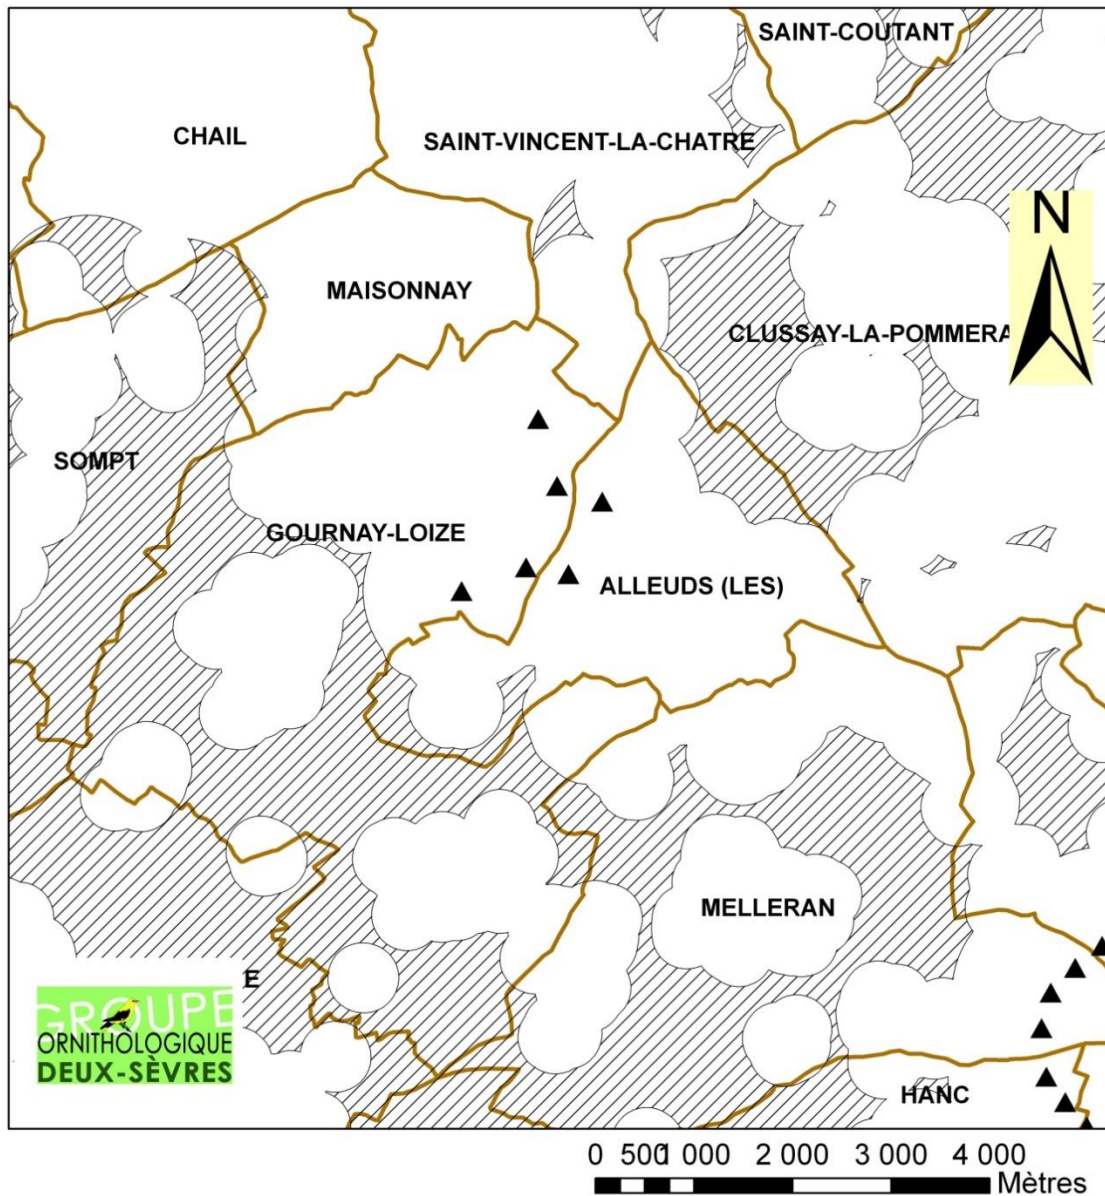 SAINT-COUTANT
CHAIL
SAINT-VINCENT-LA-CHATRE
N
MAISONNAY
CLUSSAY-LA-POMMERA
SOMPT
GOURNAY-LOIZE
ALLEUDS (LES)
MELLERAN
E
GROUPE
ORNITHOLOGIQUE
DEUX-SÈVRES
HANC
0 500 1 000 2 000 3 000 4 000
Mètres